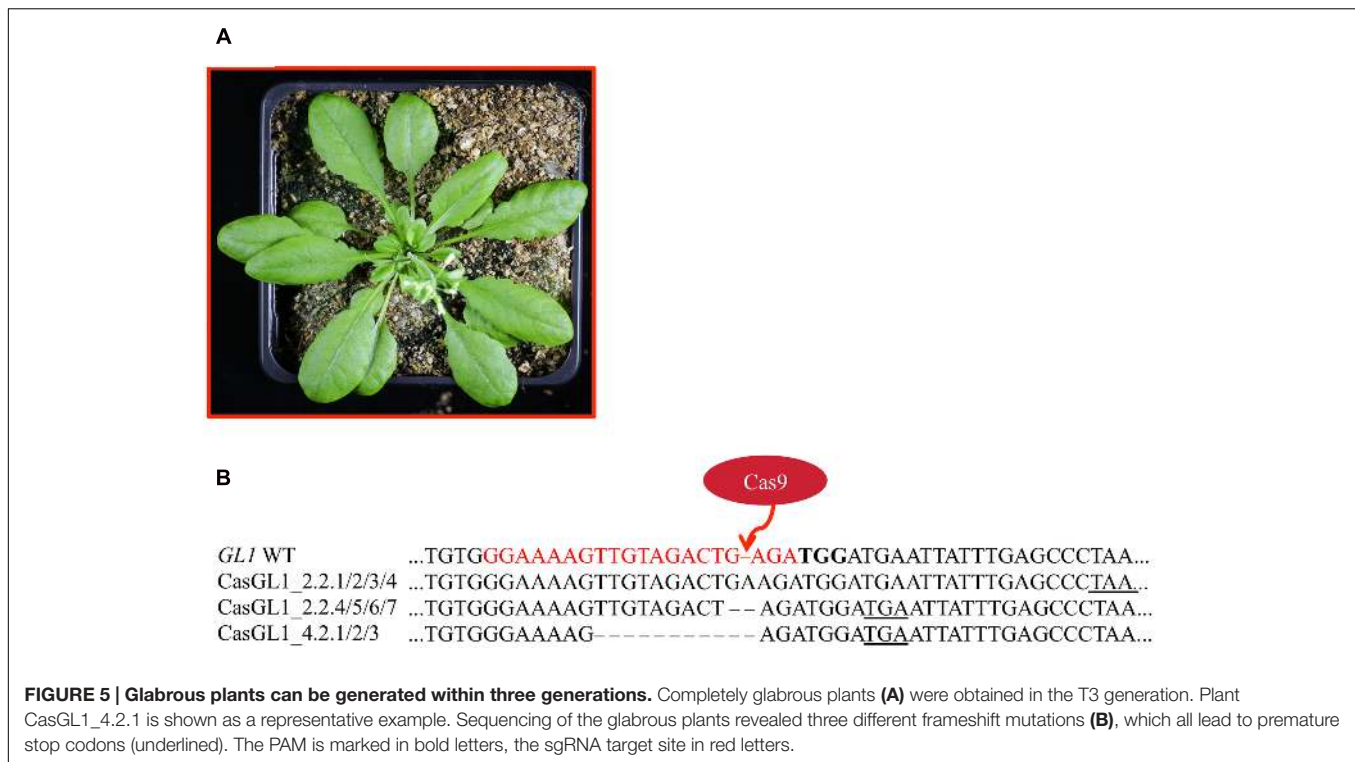 A
B
Cas9
GL1 WT ...TGTGGGAAAAGTTGTAGACTG–AGATGGATGAATTATTTGAGCCCTAA...
CasGL1_2.2.1/2/3/4 ...TGTGGGAAAAGTTGTAGACTGAAGATGGATGAATTATTTGAGCCCTAA..
CasGL1_2.2.4/5/6/7 ...TGTGGGAAAAGTTGTAGACT– –AGATGGATGAATTATTTGAGCCCTAA...
CasGL1_4.2.1/2/3 ...TGTGGGAAAAG– – – – – – – – – – –AGATGGATGAATTATTTGAGCCCTAA...
FIGURE 5 | Glabrous plants can be generated within three generations. Completely glabrous plants (A) were obtained in the T3 generation. Plant
CasGL1_4.2.1 is shown as a representative example. Sequencing of the glabrous plants revealed three different frameshift mutations (B), which all lead to premature
stop codons (underlined). The PAM is marked in bold letters, the sgRNA target site in red letters.